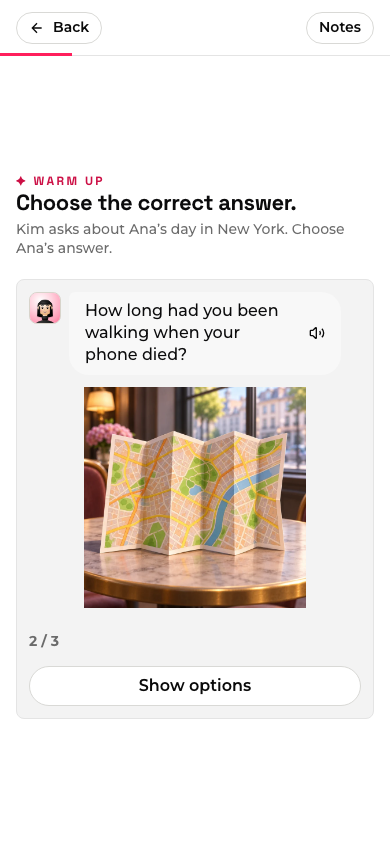 Back
Notes
WARM UP
Choose the correct answer.
Kim asks about Ana's day in New York. Choose
Ana's answer.
How long had you been
walking when your
phone died?
2 / 3
Show options